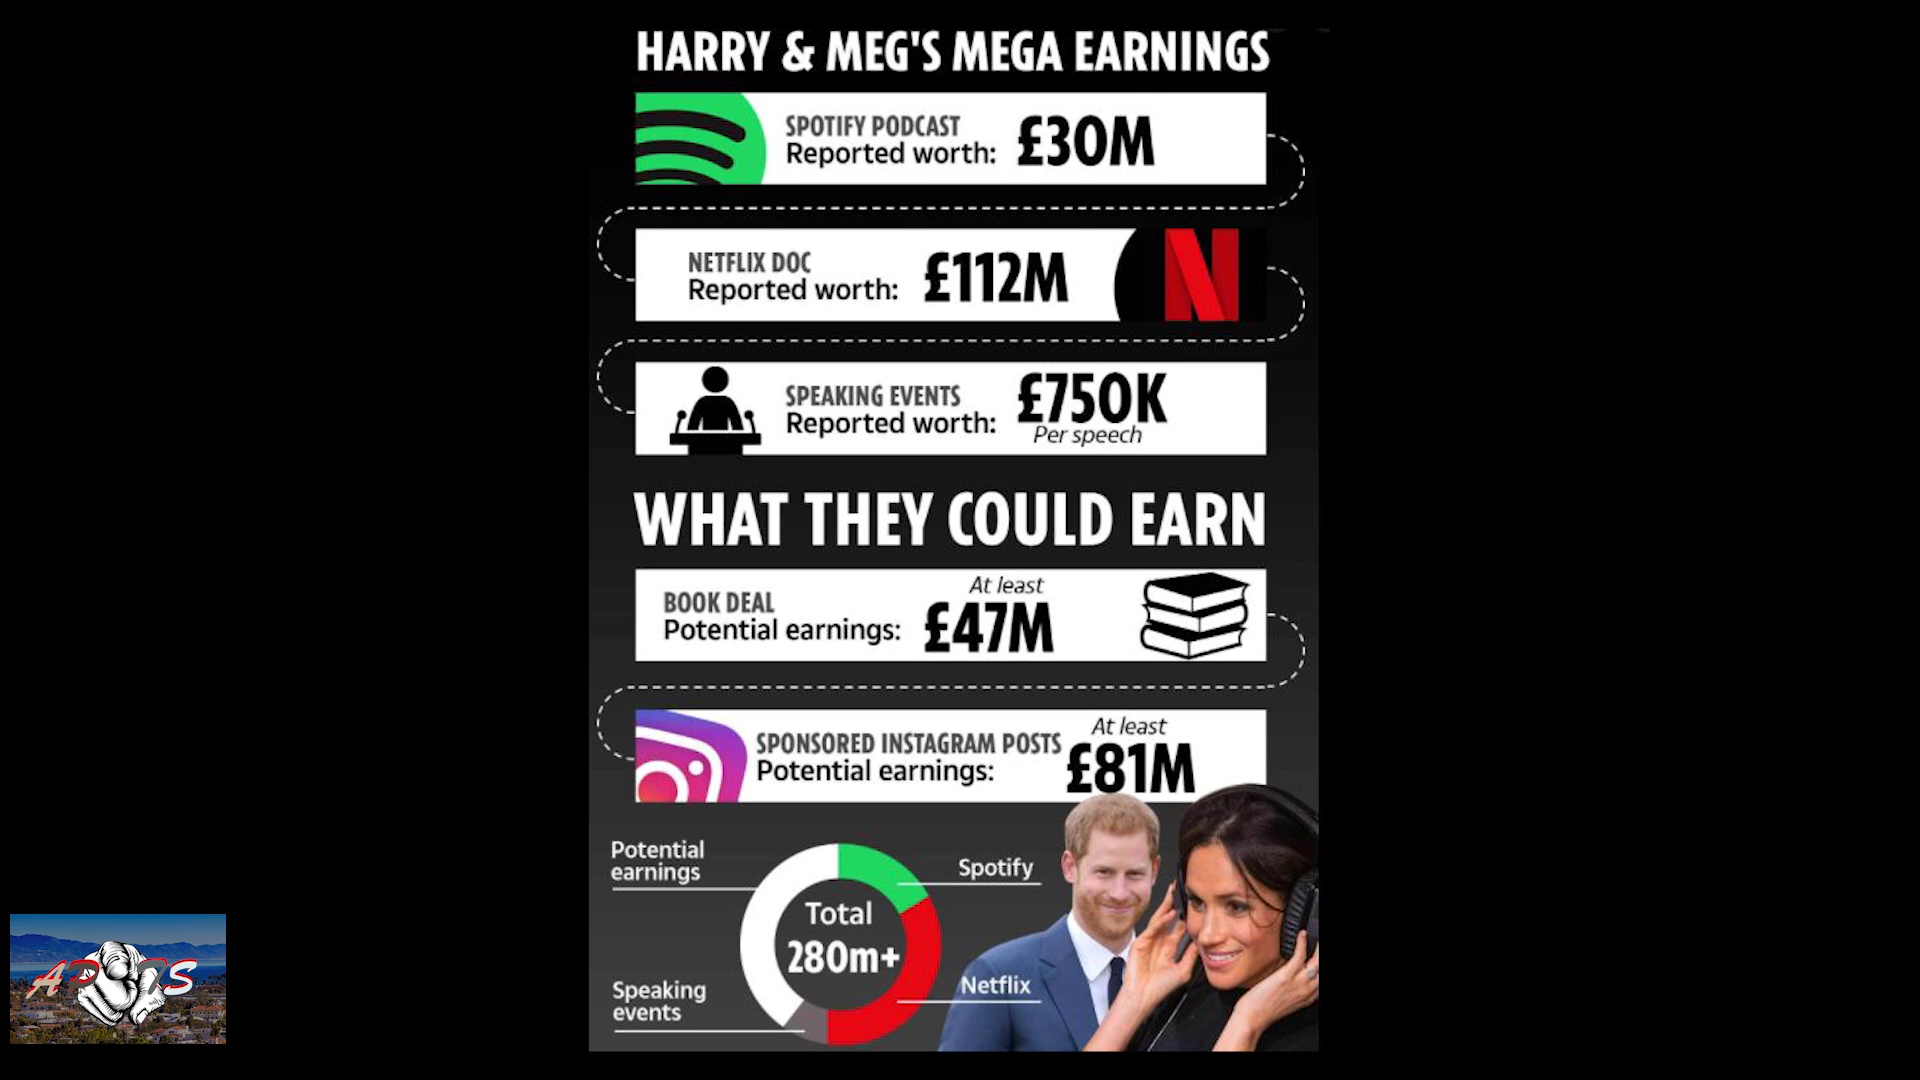 HARRY & MEG'S MEGA EARNINGS
SPOTIFY PODCAST
Reported worth: £30M
NETFLIX DOC
Reported worth: £112M
SPEAKING EVENTS
Reported worth: £750K
Per speech
WHAT THEY COULD EARN
BOOK DEAL
Potential earnings: At least £47M
SPONSORED INSTAGRAM POSTS
Potential earnings: At least £81M
Potential
earnings
Spotify
Total
280m+
Netflix
Speaking
events